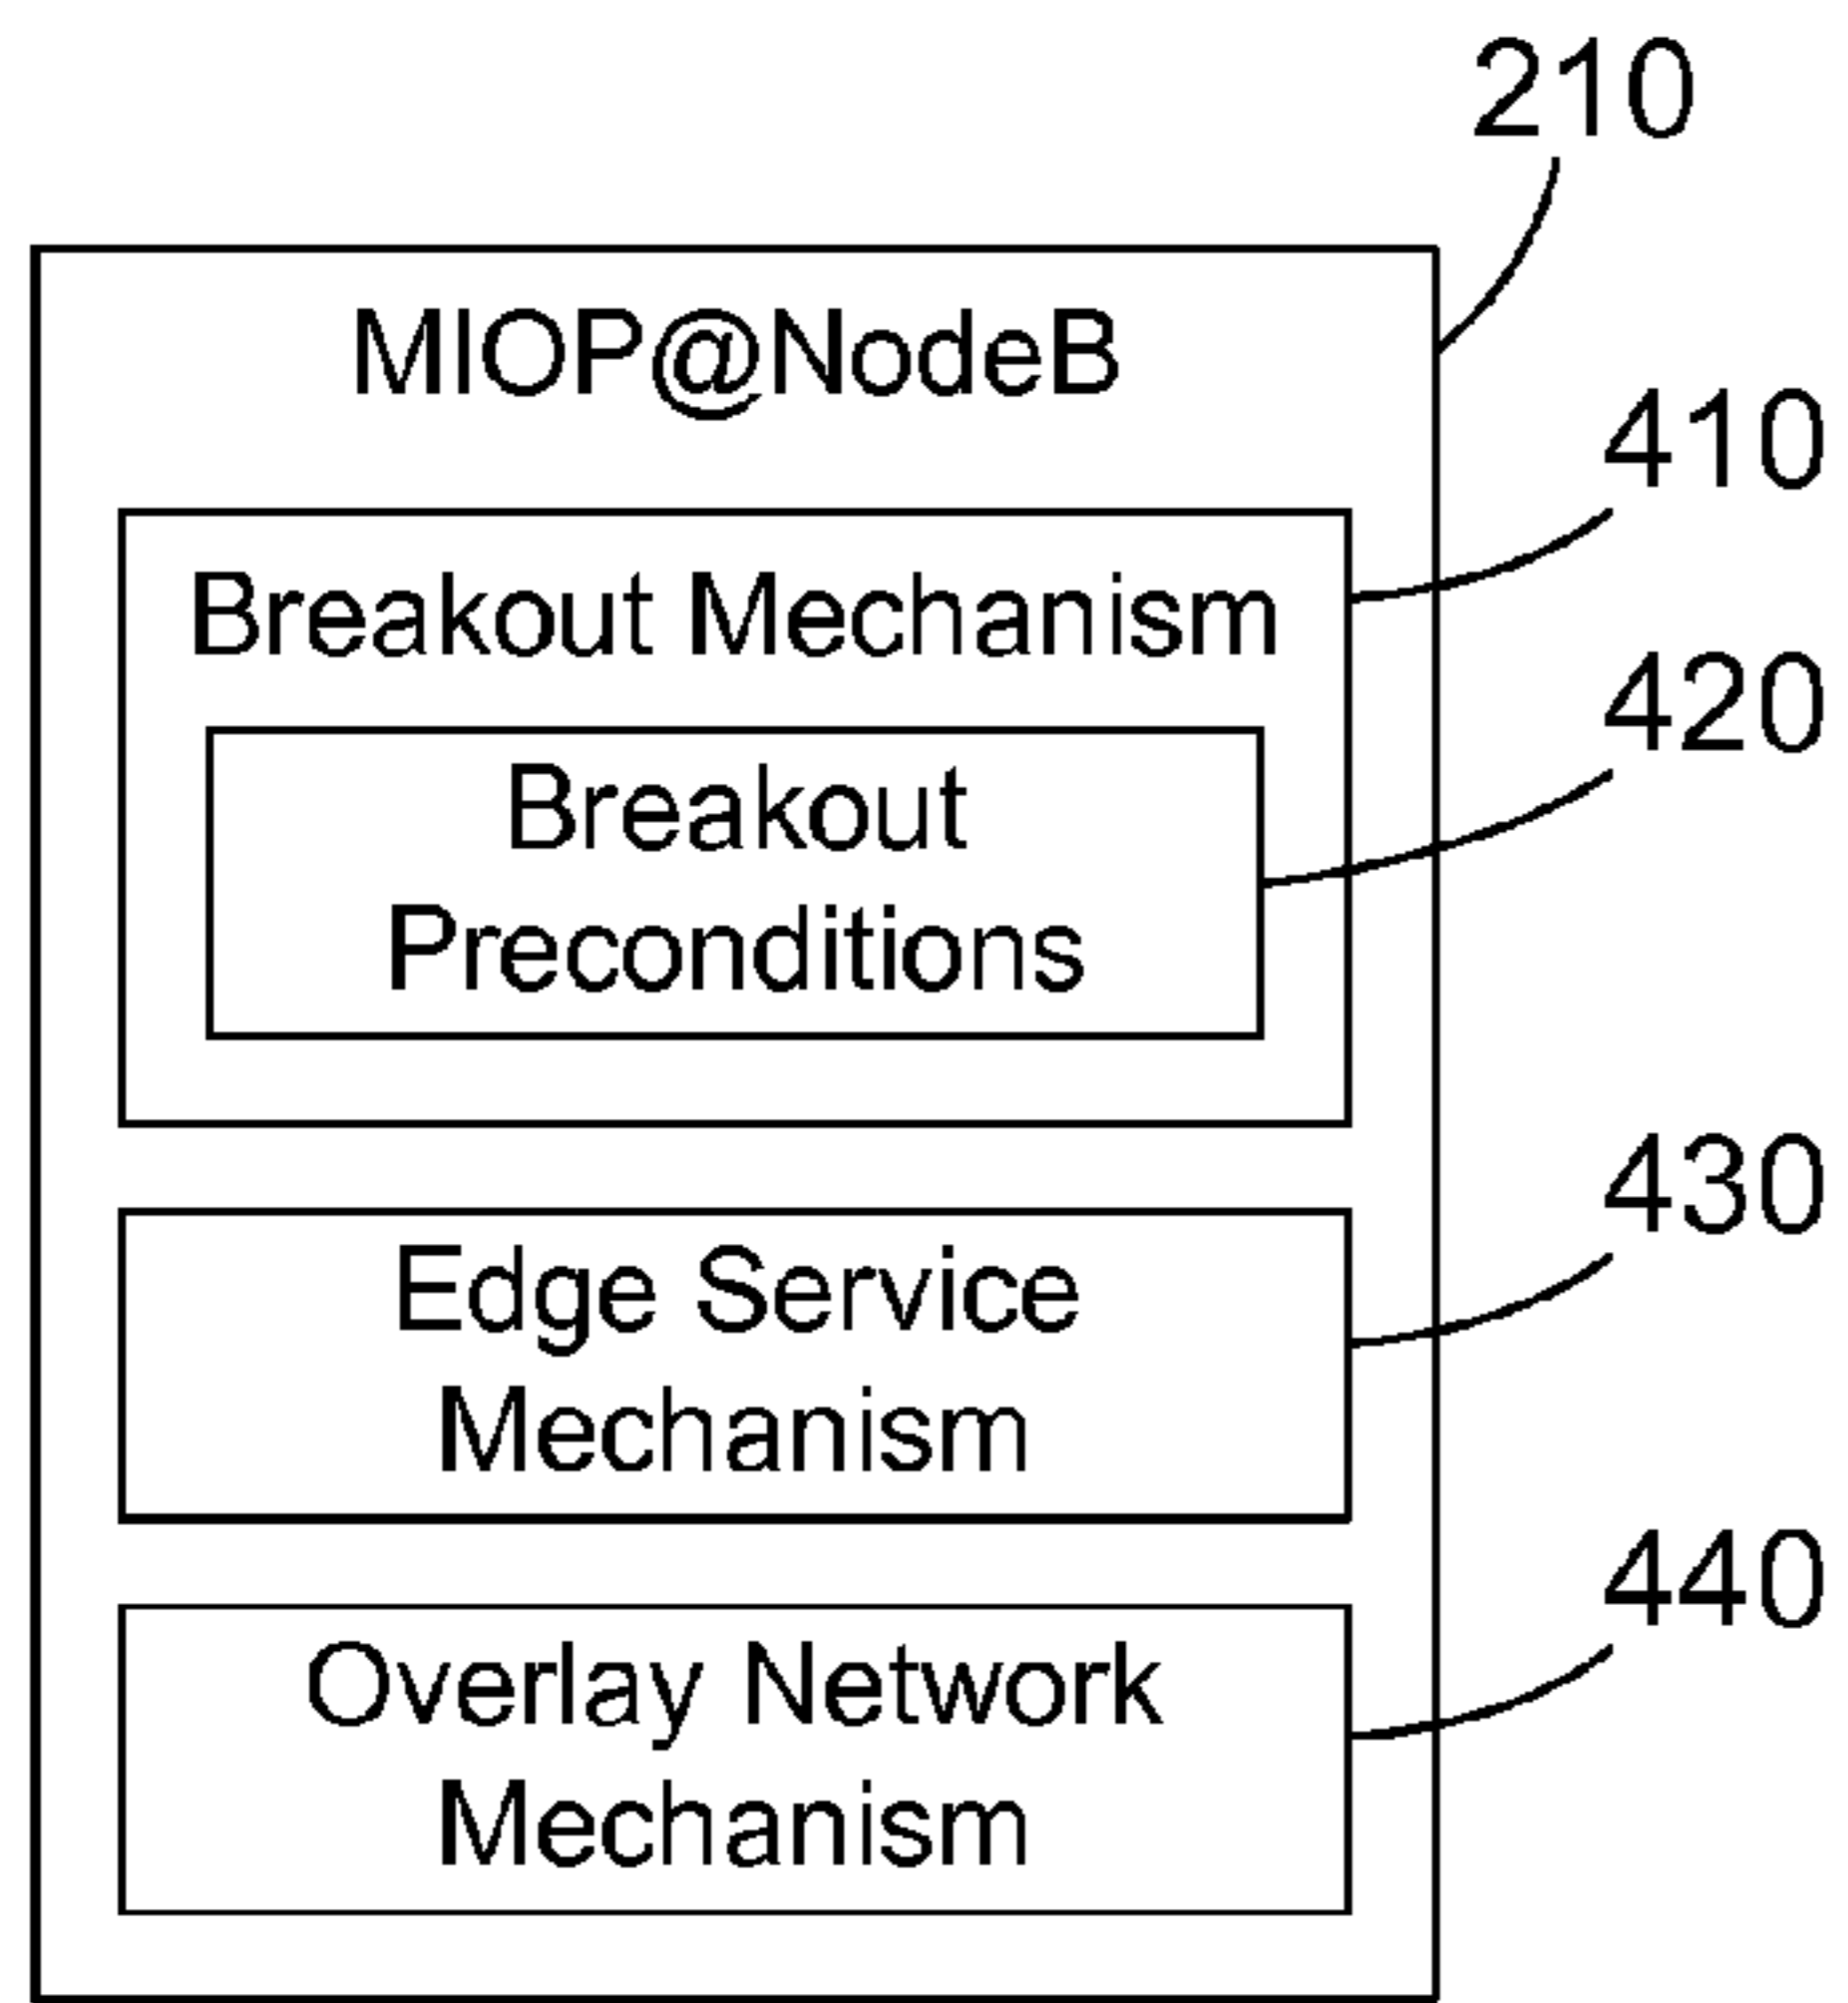 210
MIOP@NodeB
410
Breakout Mechanism
420
Breakout
Preconditions
430
Edge Service
Mechanism
440
Overlay Network
Mechanism